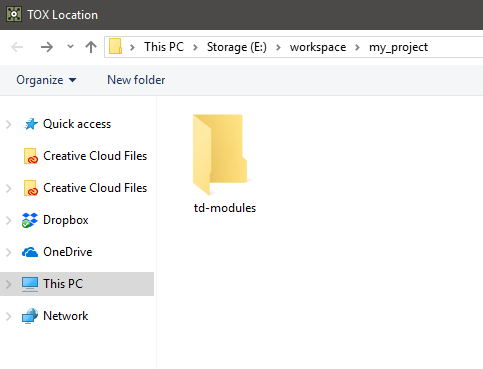 TOX Location
This PC > Storage (E:) > workspace > my_project
Organize New folder
Quick access
Creative Cloud Files
Creative Cloud Files
Dropbox
OneDrive
This PC
Network
td-modules